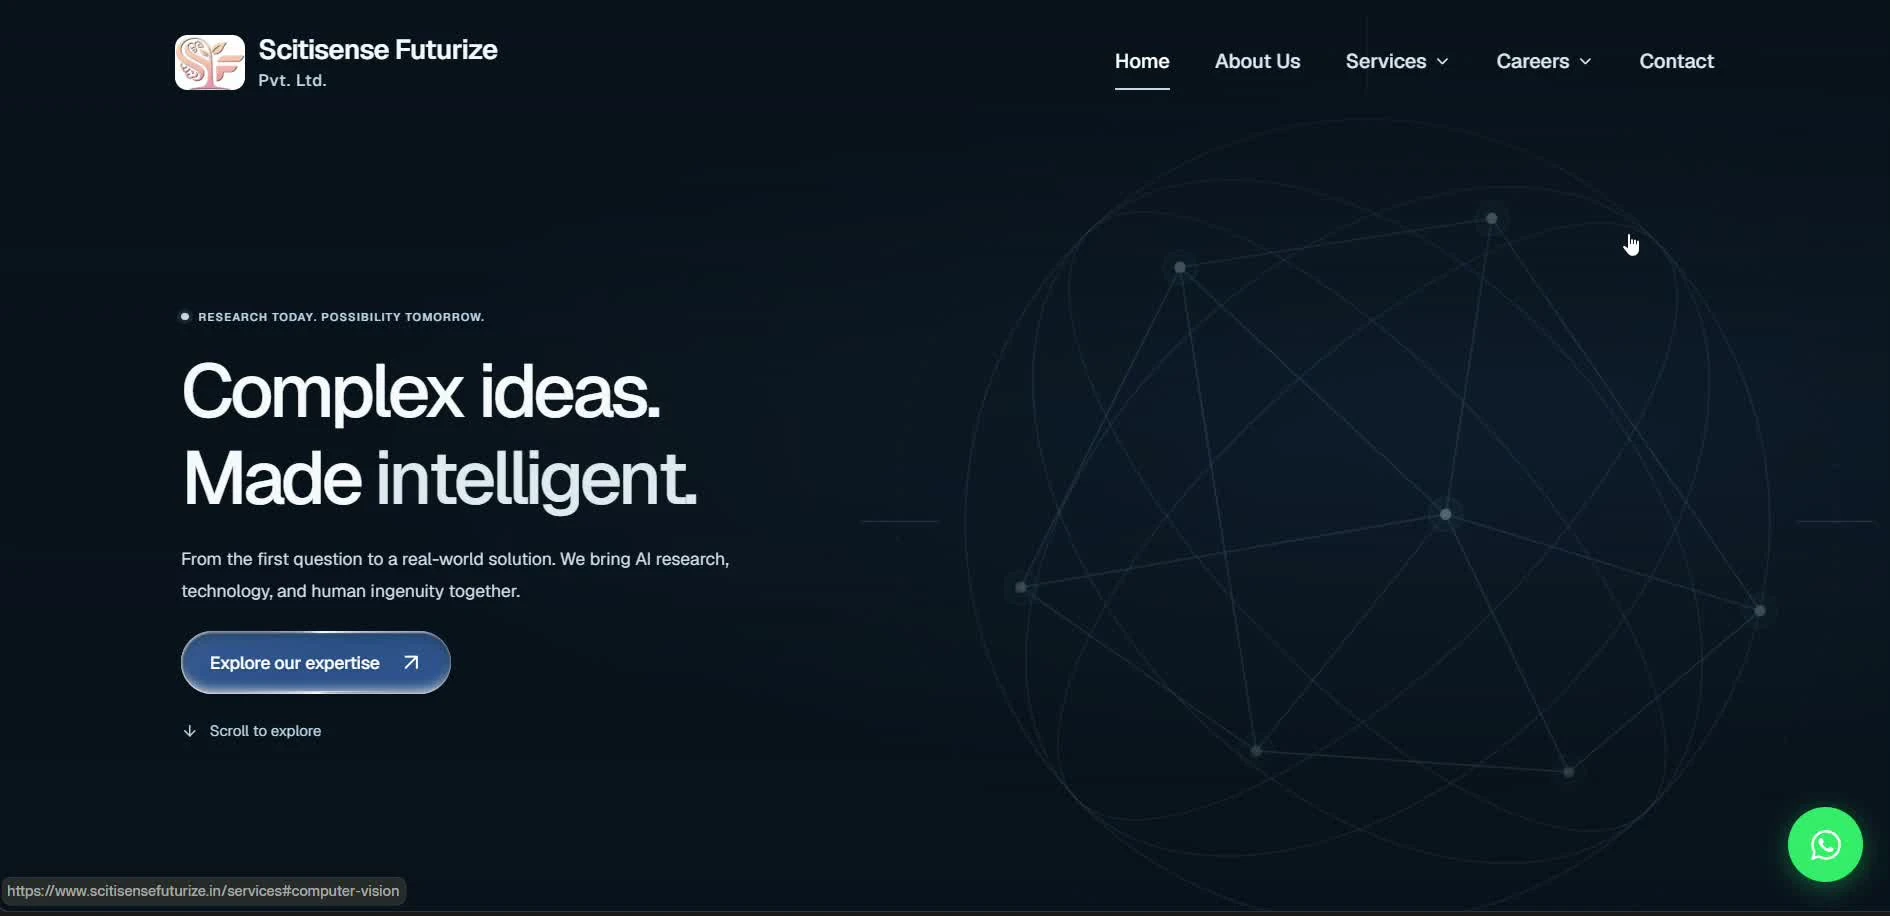 Scitisense Futurize
Pvt. Ltd.
Home
About Us
Services
Careers
Contact
RESEARCH TODAY. POSSIBILITY TOMORROW.
Complex ideas.
Made intelligent.
From the first question to a real-world solution. We bring AI research,
technology, and human ingenuity together.
Explore our expertise
Scroll to explore
https://www.scitisensefuturize.in/services#computer-vision